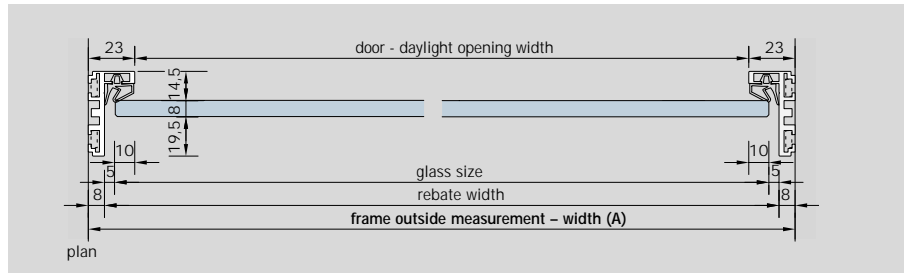 23
door - daylight opening width
23
14,5
8
19,5
10
10
5
glass size
5
8
rebate width
8
frame outside measurement – width (A)
plan